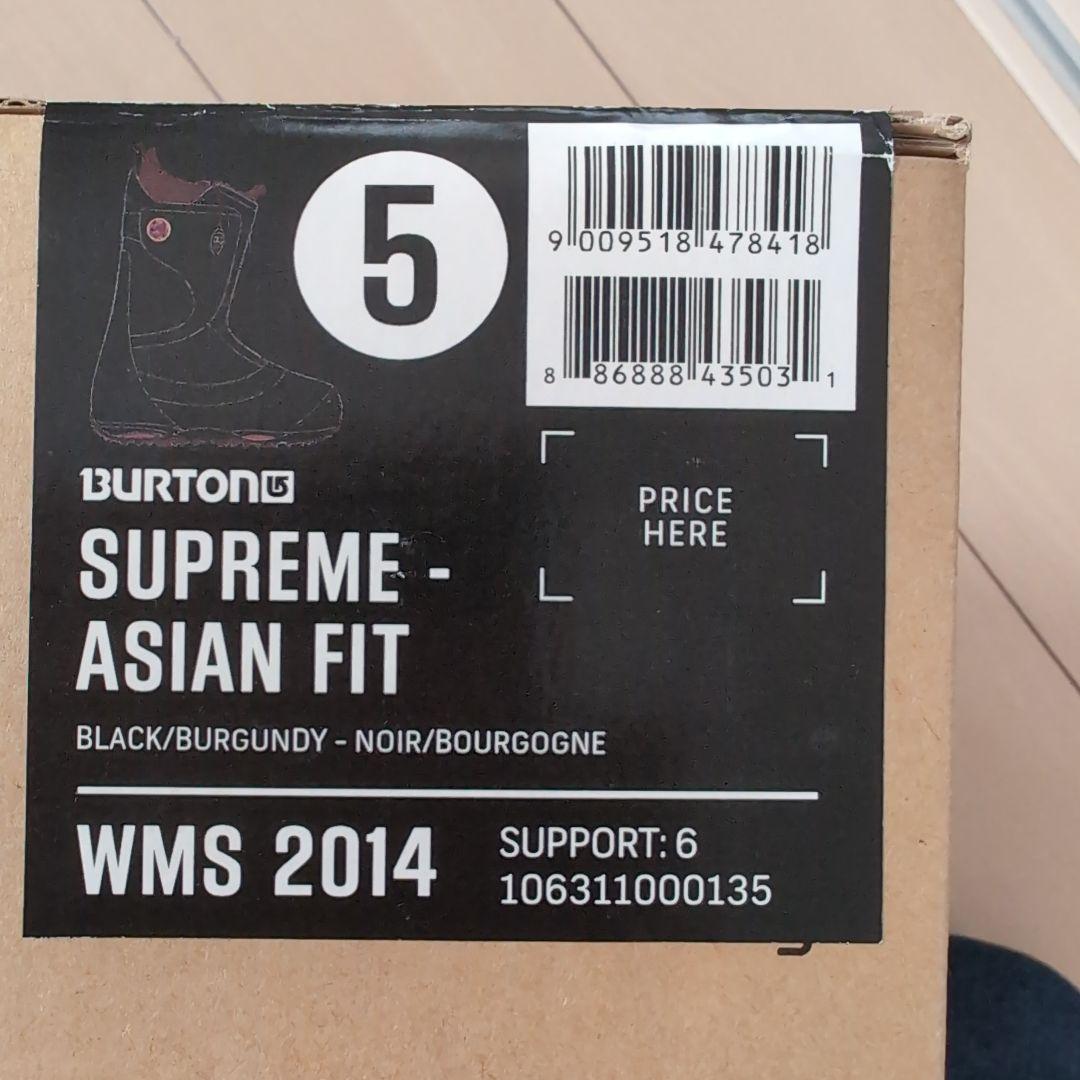 5
9 009518 478418
8 86888 43503 1
BURTON
PRICE
HERE
SUPREME -
ASIAN FIT
BLACK/BURGUNDY - NOIR/BOURGOGNE
WMS 2014
SUPPORT: 6
106311000135